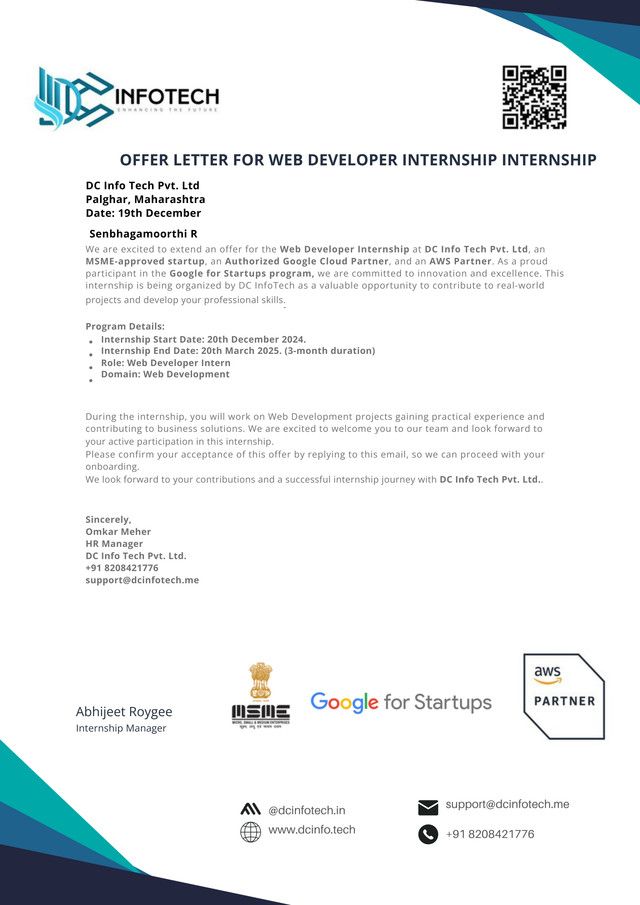 DC INFOTECH
ENHANCING THE FUTURE
OFFER LETTER FOR WEB DEVELOPER INTERNSHIP INTERNSHIP
DC Info Tech Pvt. Ltd
Palghar, Maharashtra
Date: 19th December
Senbhagamoorthi R
We are excited to extend an offer for the Web Developer Internship at DC Info Tech Pvt. Ltd, an
MSME-approved startup, an Authorized Google Cloud Partner, and an AWS Partner. As a proud
participant in the Google for Startups program, we are committed to innovation and excellence. This
internship is being organized by DC InfoTech as a valuable opportunity to contribute to real-world
projects and develop your professional skills.
Program Details:
• Internship Start Date: 20th December 2024.
• Internship End Date: 20th March 2025. (3-month duration)
• Role: Web Developer Intern
• Domain: Web Development
•
During the internship, you will work on Web Development projects gaining practical experience and
contributing to business solutions. We are excited to welcome you to our team and look forward to
your active participation in this internship.
Please confirm your acceptance of this offer by replying to this email, so we can proceed with your
onboarding.
We look forward to your contributions and a successful internship journey with DC Info Tech Pvt. Ltd..
Sincerely,
Omkar Meher
HR Manager
DC Info Tech Pvt. Ltd.
+91 8208421776
support@dcinfotech.me
Abhijeet Roygee
Internship Manager
MSME
MICRO, SMALL & MEDIUM ENTERPRISES
सूक्ष्म, लघु एवं मध्यम उद्यम
Google for Startups
aws
PARTNER
@dcinfotech.in
www.dcinfo.tech
support@dcinfotech.me
+91 8208421776